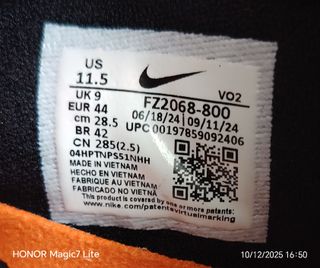 US
11.5
VO2
UK 9
EUR 44
cm 28.5
BR 42
CN 285(2.5)
FZ2068-800
06/18/24 09/11/24
UPC 00197859092406
04HPTNPS51NHH
MADE IN VIETNAM
HECHO EN VIETNAM
FABRIQUE AU VIETNAM
FABRICADO NO VIETNÃ
This product is covered by one or more patents
www.nike.com/patentsvirtualmarking
HONOR Magic7 Lite
10/12/2025 16:50